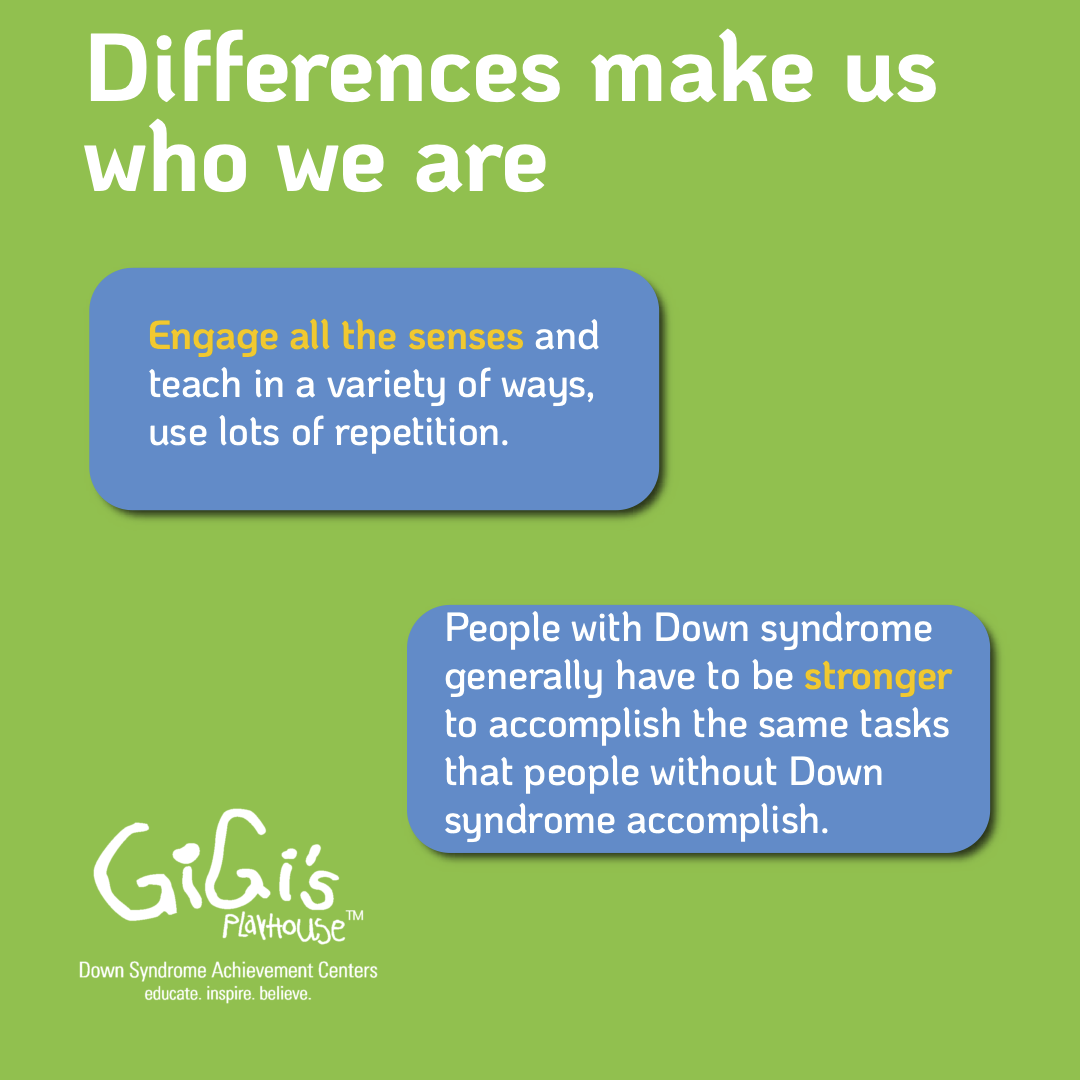 Differences make us
who we are
Engage all the senses and
teach in a variety of ways,
use lots of repetition.
People with Down syndrome
generally have to be stronger
to accomplish the same tasks
that people without Down
syndrome accomplish.
GiGi's
PLAYHOUSE™
Down Syndrome Achievement Centers
educate. inspire. believe.